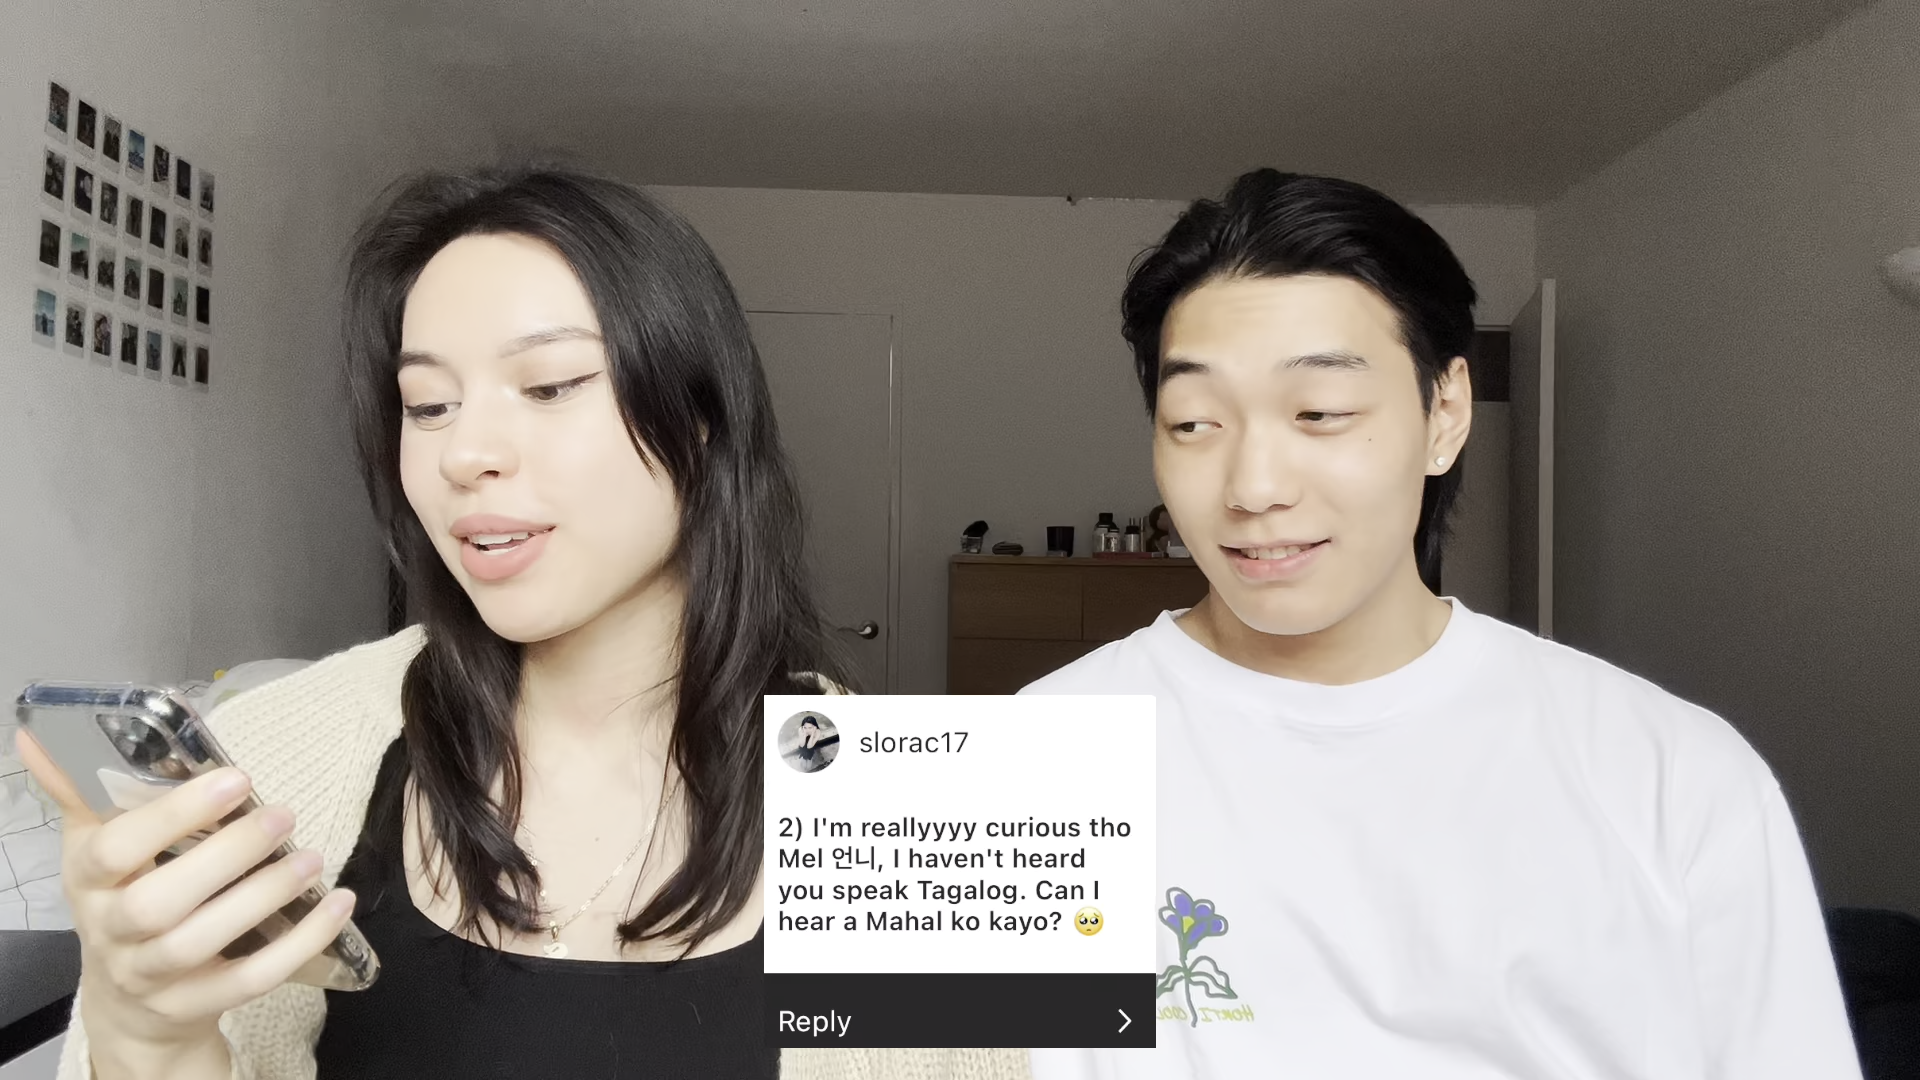 slorac17
2) I'm reallyyyy curious tho
Mel 언니, I haven't heard
you speak Tagalog. Can I
hear a Mahal ko kayo? 🥺
Reply